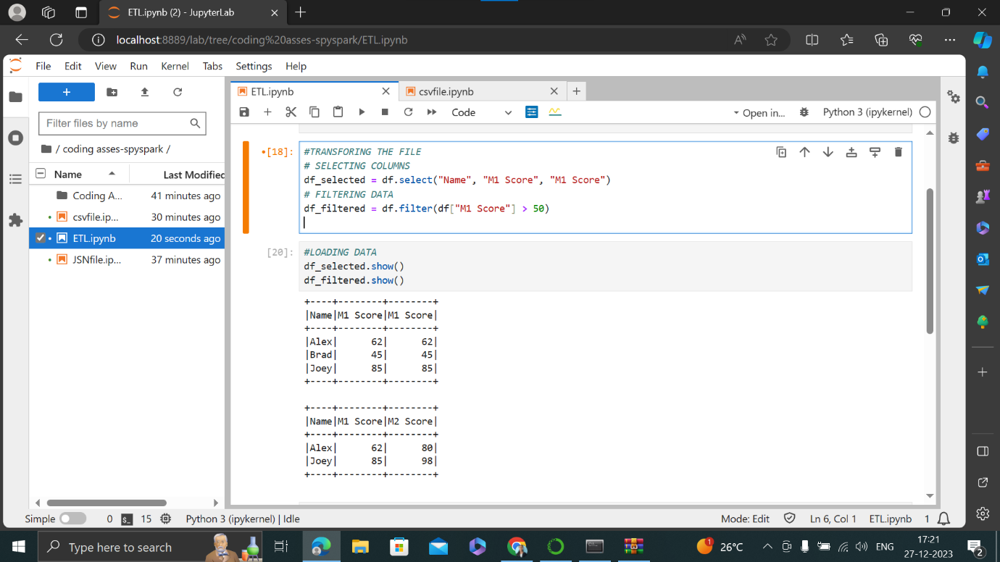 ETL.ipynb (2) - JupyterLab
localhost:8889/lab/tree/coding%20asses-spyspark/ETL.ipynb
File Edit View Run Kernel Tabs Settings Help
ETL.ipynb
csvfile.ipynb
Code
Open in...
Python 3 (ipykernel)
Filter files by name
/ coding asses-spyspark /
Name Last Modified
Coding A... 41 minutes ago
csvfile.ip... 30 minutes ago
ETL.ipynb 20 seconds ago
JSNfile.ip... 37 minutes ago
[18]:
#TRANSFORING THE FILE
# SELECTING COLUMNS
df_selected = df.select("Name", "M1 Score", "M1 Score")
# FILTERING DATA
df_filtered = df.filter(df["M1 Score"] > 50)
[20]:
#LOADING DATA
df_selected.show()
df_filtered.show()
+----+--------+--------+
|Name|M1 Score|M1 Score|
+----+--------+--------+
|Alex|      62|      62|
|Brad|      45|      45|
|Joey|      85|      85|
+----+--------+--------+
+----+--------+--------+
|Name|M1 Score|M2 Score|
+----+--------+--------+
|Alex|      62|      80|
|Joey|      85|      98|
+----+--------+--------+
Simple 0 $_ 15 Python 3 (ipykernel) | Idle
Mode: Edit Ln 6, Col 1 ETL.ipynb 1
Type here to search
1 26°C ENG
17:21
27-12-2023
2